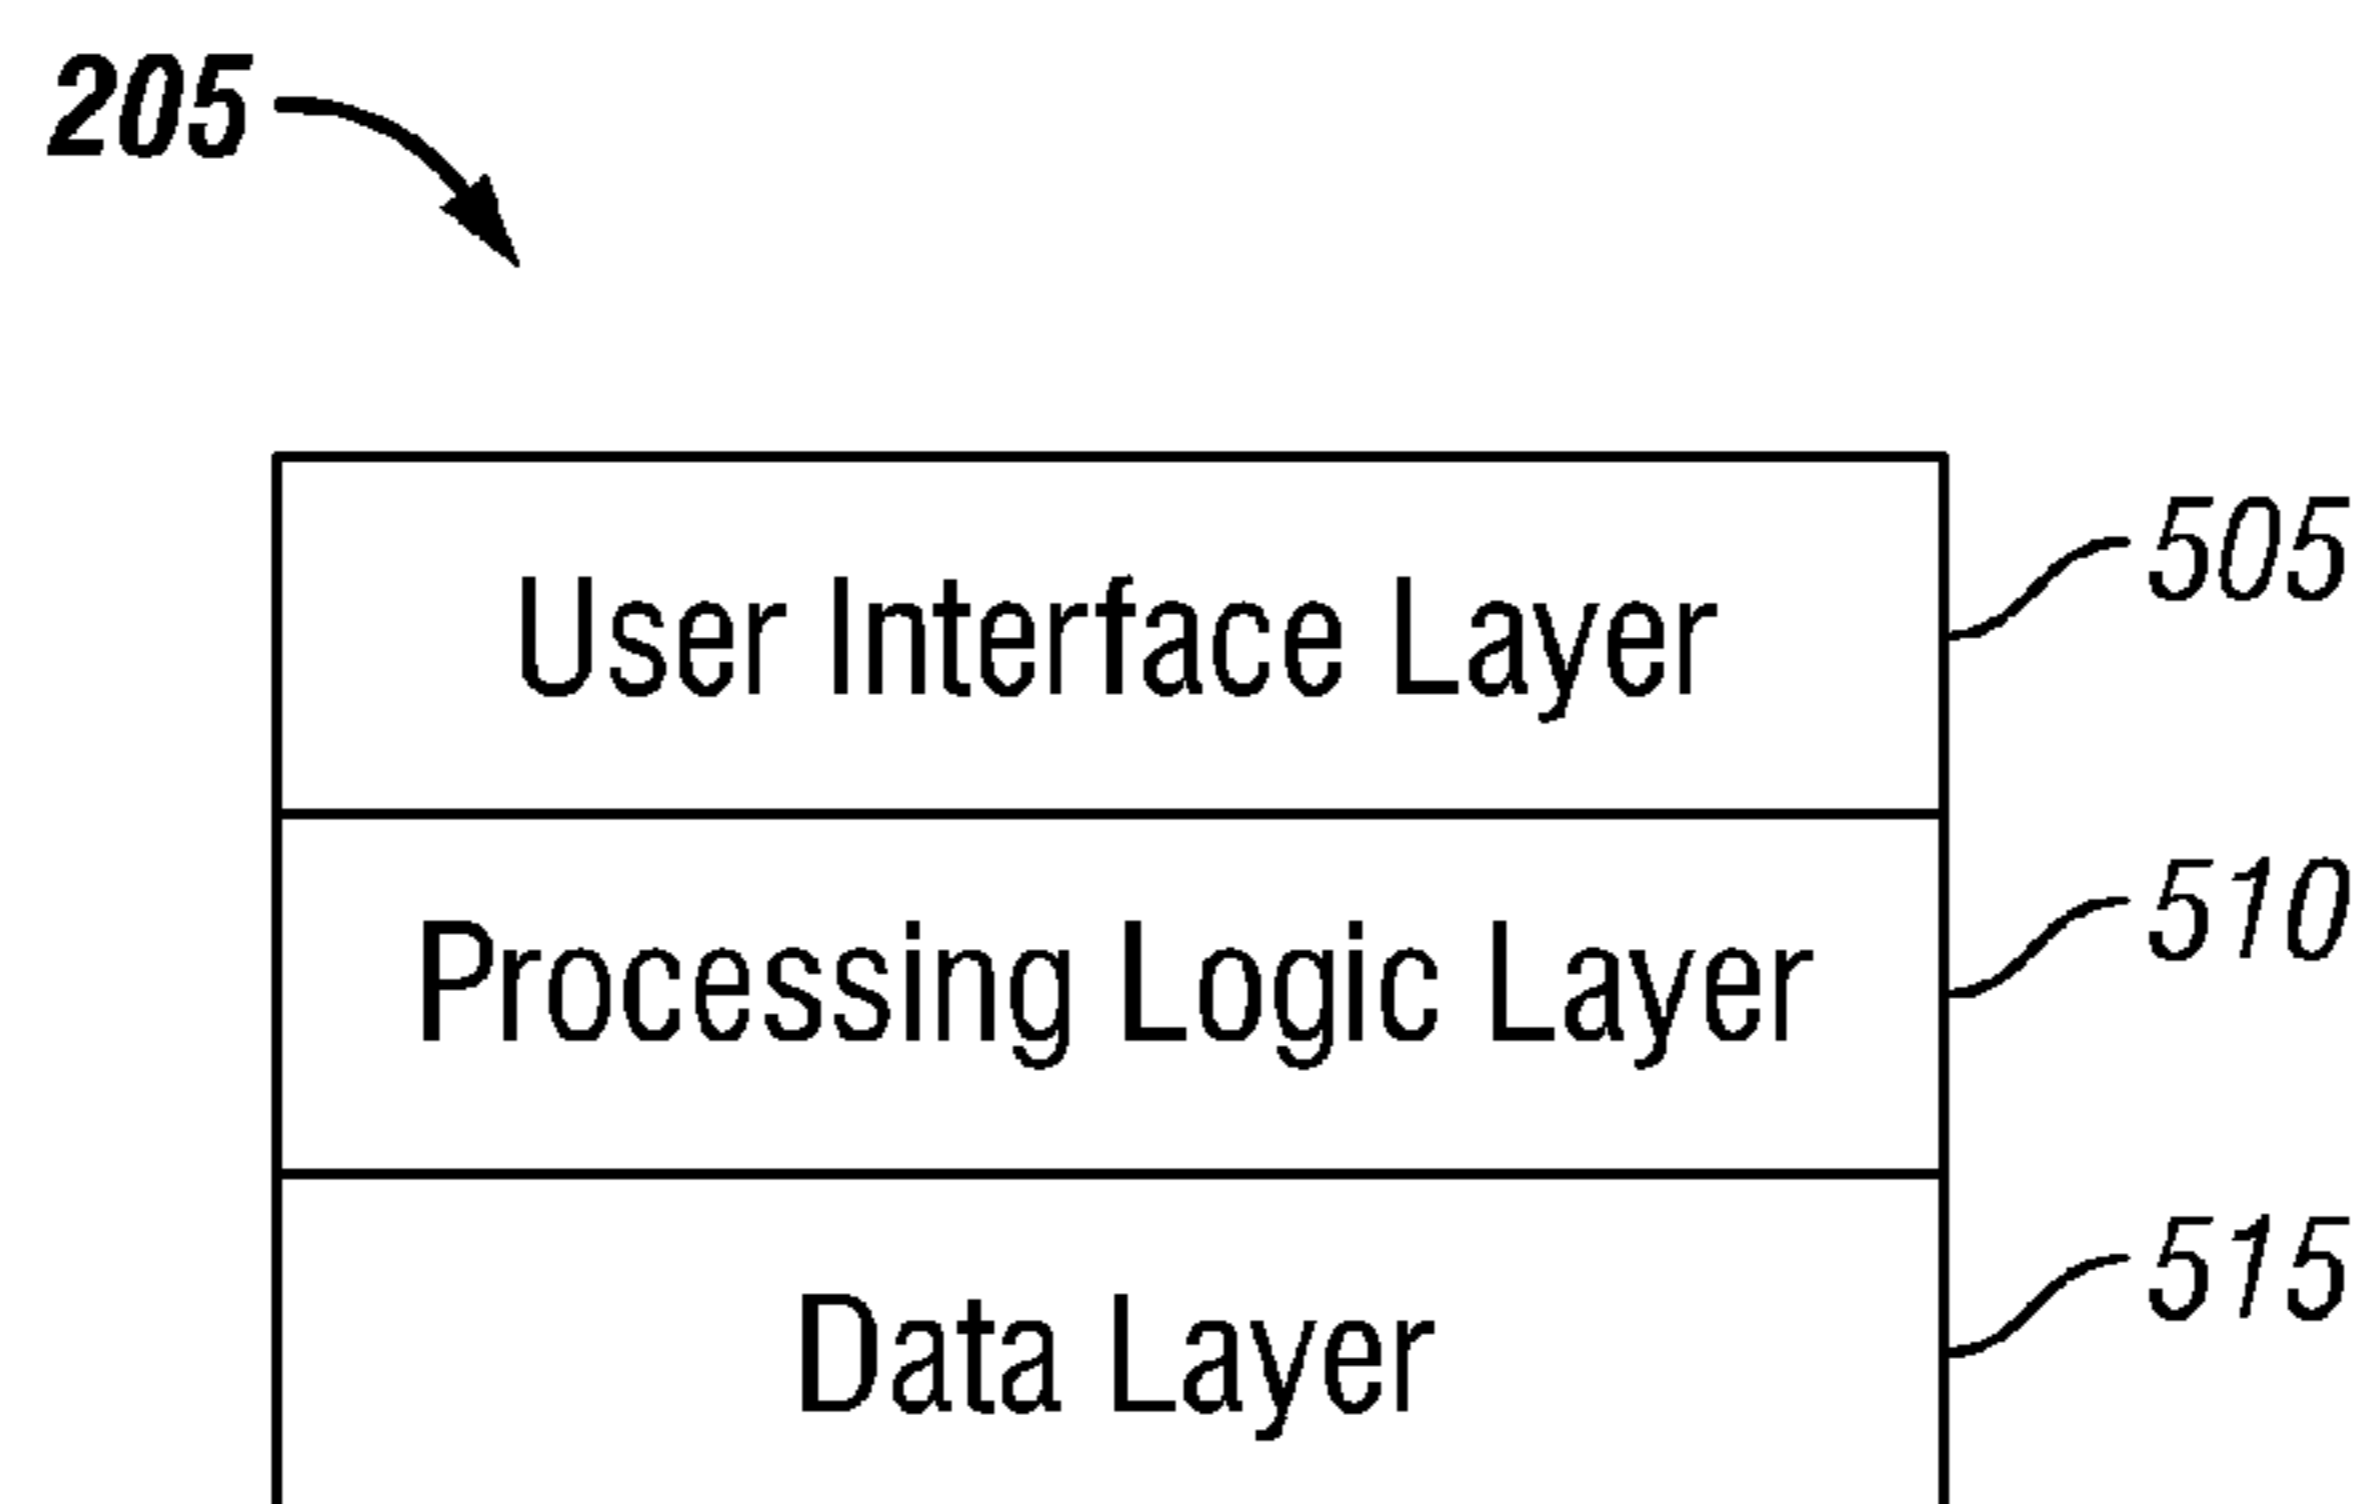 205
User Interface Layer
505
Processing Logic Layer
510
Data Layer
515